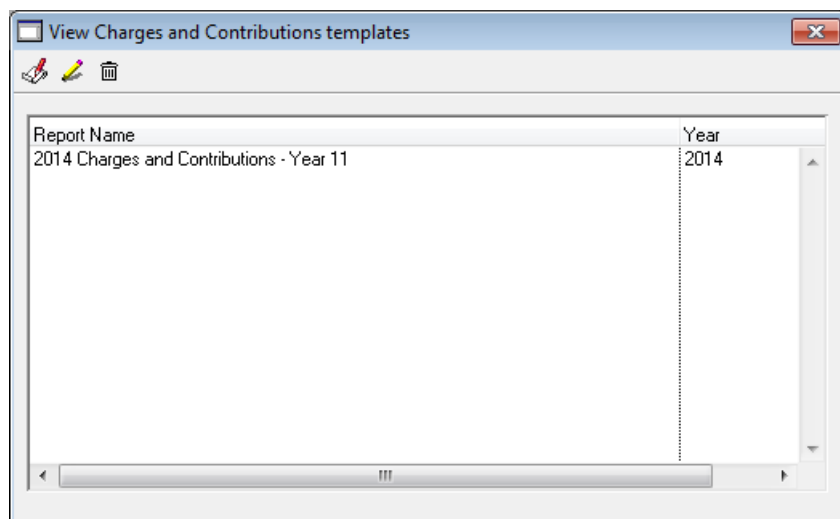 View Charges and Contributions templates
Report Name Year
2014 Charges and Contributions - Year 11 2014